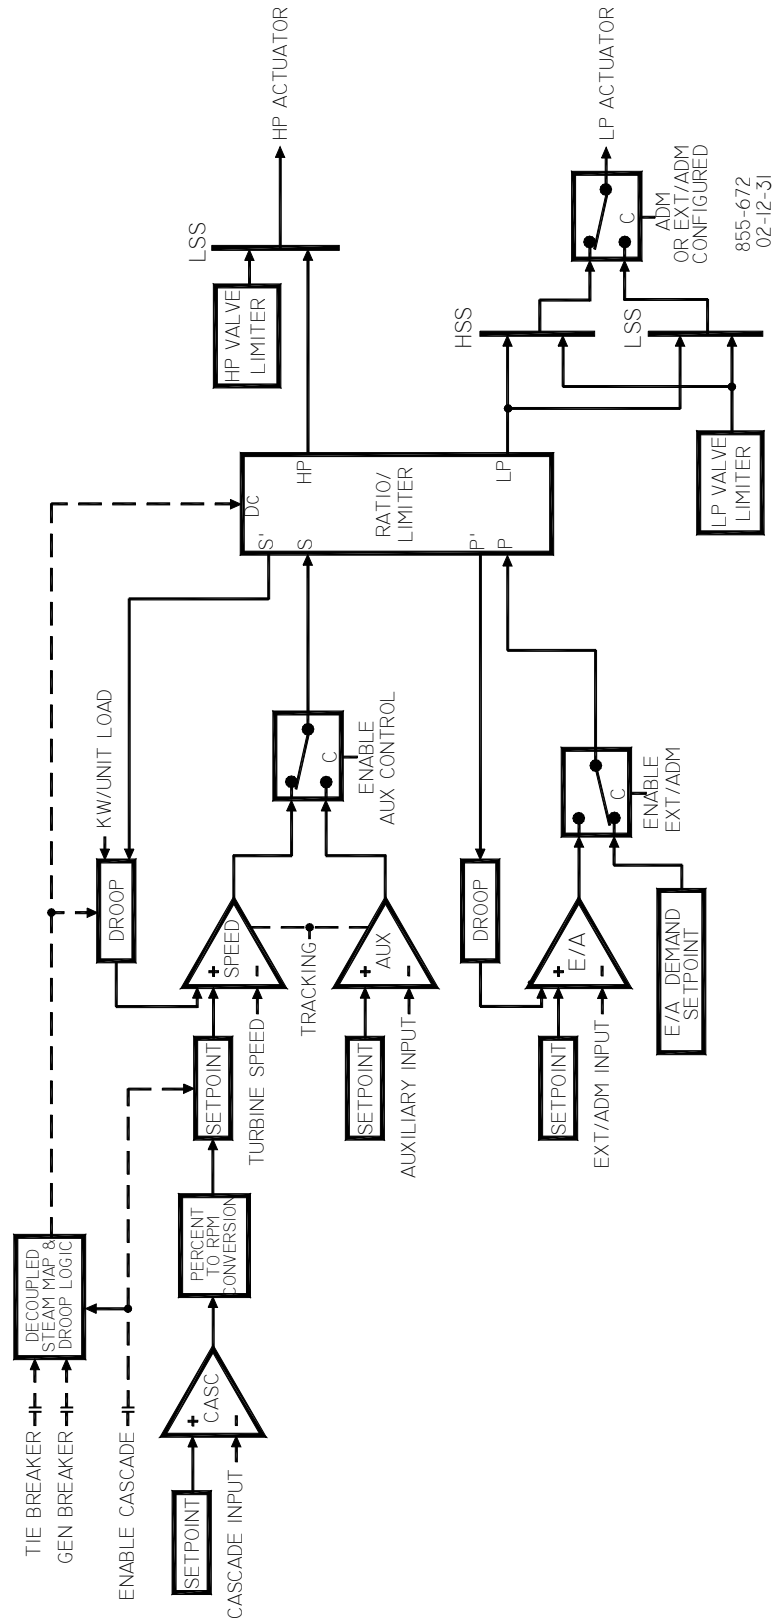 TIE BREAKER
GEN BREAKER
ENABLE CASCADE
DECOUPLED
STEAM MAP &
DROOP LOGIC
SETPOINT
CASCADE INPUT
+
-
CASC
PERCENT
TO RPM
CONVERSION
SETPOINT
TURBINE SPEED
+
-
SPEED
DROOP
KW/UNIT LOAD
TRACKING
SETPOINT
AUXILIARY INPUT
+
-
AUX
C
ENABLE
AUX CONTROL
SETPOINT
EXT/ADM INPUT
+
-
E/A
DROOP
E/A DEMAND
SETPOINT
C
ENABLE
EXT/ADM
DC
S'
S
P'
P
RATIO/
LIMITER
HP
LP
HP VALVE
LIMITER
LSS
HP ACTUATOR
LP VALVE
LIMITER
HSS
LSS
C
ADM
OR EXT/ADM
CONFIGURED
LP ACTUATOR
855-672
02-12-31